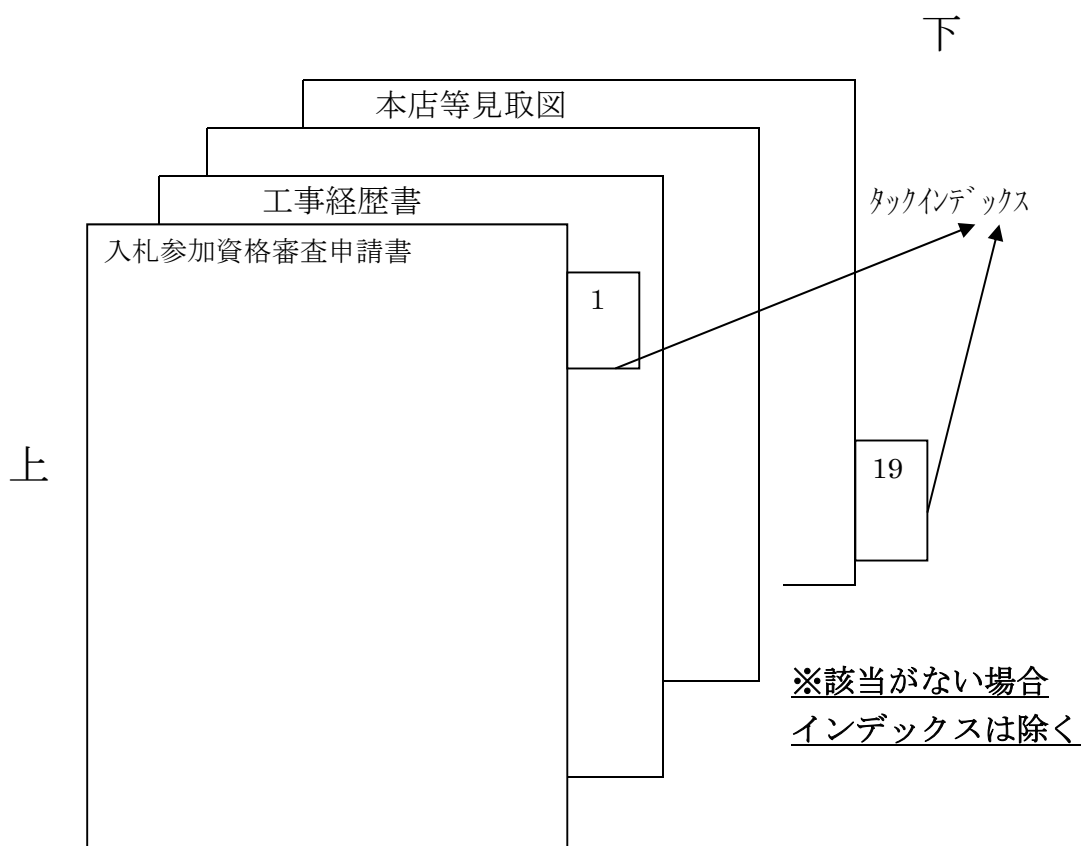 下
本店等見取図
工事経歴書
ﾀｯｸｲﾝﾃﾞｯｸｽ
入札参加資格審査申請書
1
上
19
※該当がない場合
インデックスは除く